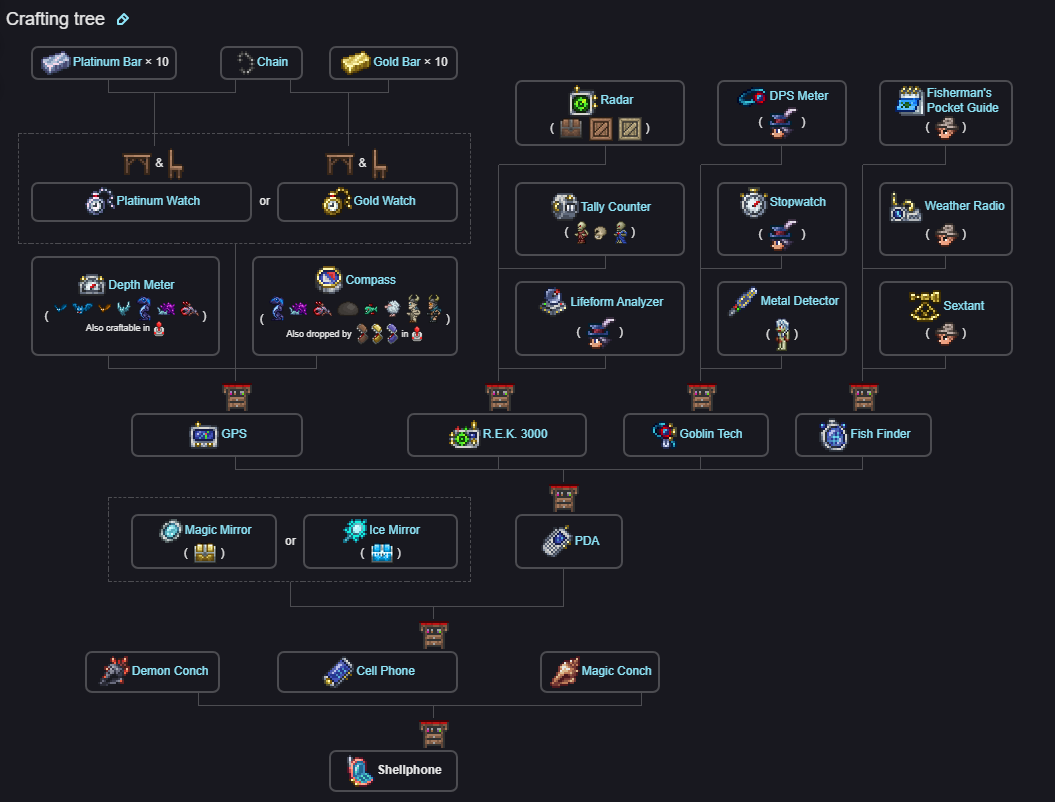 Crafting tree
Platinum Bar × 10
Chain
Gold Bar × 10
Radar
( )
DPS Meter
( )
Fisherman's
Pocket Guide
( )
&
&
Platinum Watch
or
Gold Watch
Tally Counter
( )
Stopwatch
( )
Weather Radio
( )
Depth Meter
( )
Also craftable in
Compass
( )
Also dropped by in
Lifeform Analyzer
( )
Metal Detector
( )
Sextant
( )
GPS
R.E.K. 3000
Goblin Tech
Fish Finder
Magic Mirror
( )
or
Ice Mirror
( )
PDA
Demon Conch
Cell Phone
Magic Conch
Shellphone